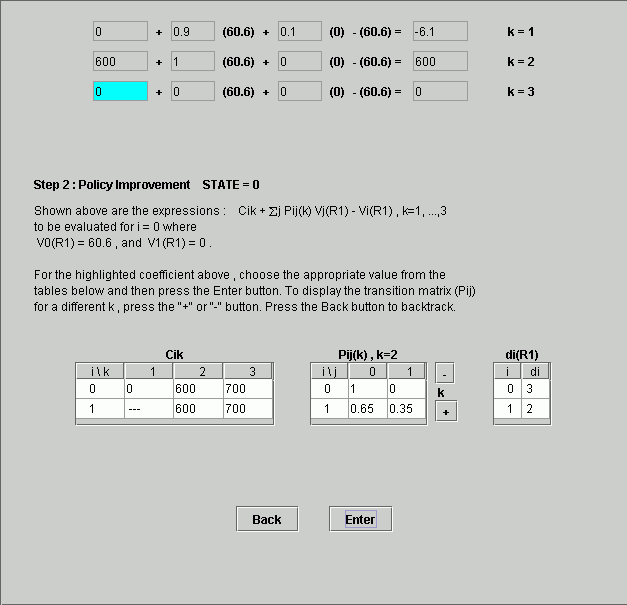 0 + 0.9 (60.6) + 0.1 (0) - (60.6) = -6.1 k = 1
600 + 1 (60.6) + 0 (0) - (60.6) = 600 k = 2
0 + 0 (60.6) + 0 (0) - (60.6) = 0 k = 3
Step 2 : Policy Improvement STATE = 0
Shown above are the expressions : Cik + Σj Pij(k) Vj(R1) - Vi(R1) , k=1, ...,3
to be evaluated for i = 0 where
V0(R1) = 60.6 , and V1(R1) = 0 .
For the highlighted coefficient above , choose the appropriate value from the
tables below and then press the Enter button. To display the transition matrix (Pij)
for a different k , press the "+" or "-" button. Press the Back button to backtrack.
Cik Pij(k) , k=2 di(R1)
i \ k 1 2 3 i \ j 0 1 - i di
0 0 600 700 0 1 0 k 0 3
1 --- 600 700 1 0.65 0.35 + 1 2
Back Enter